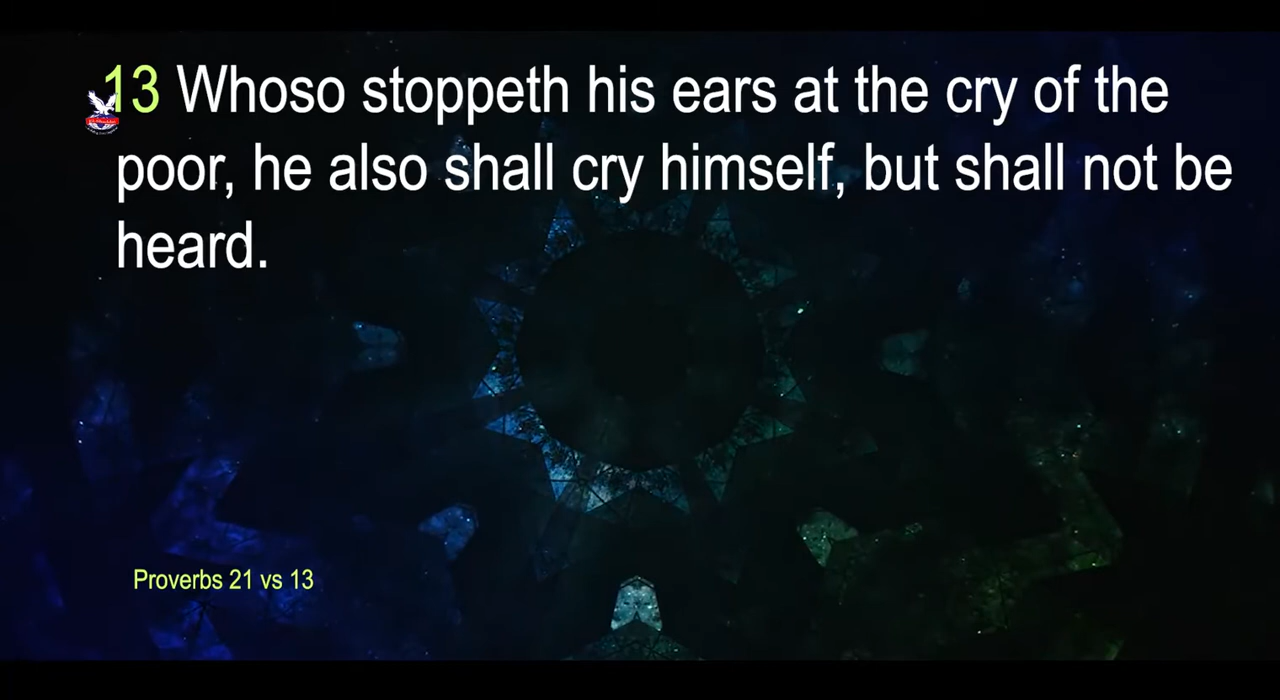 13 Whoso stoppeth his ears at the cry of the
poor, he also shall cry himself, but shall not be
heard.
Proverbs 21 vs 13